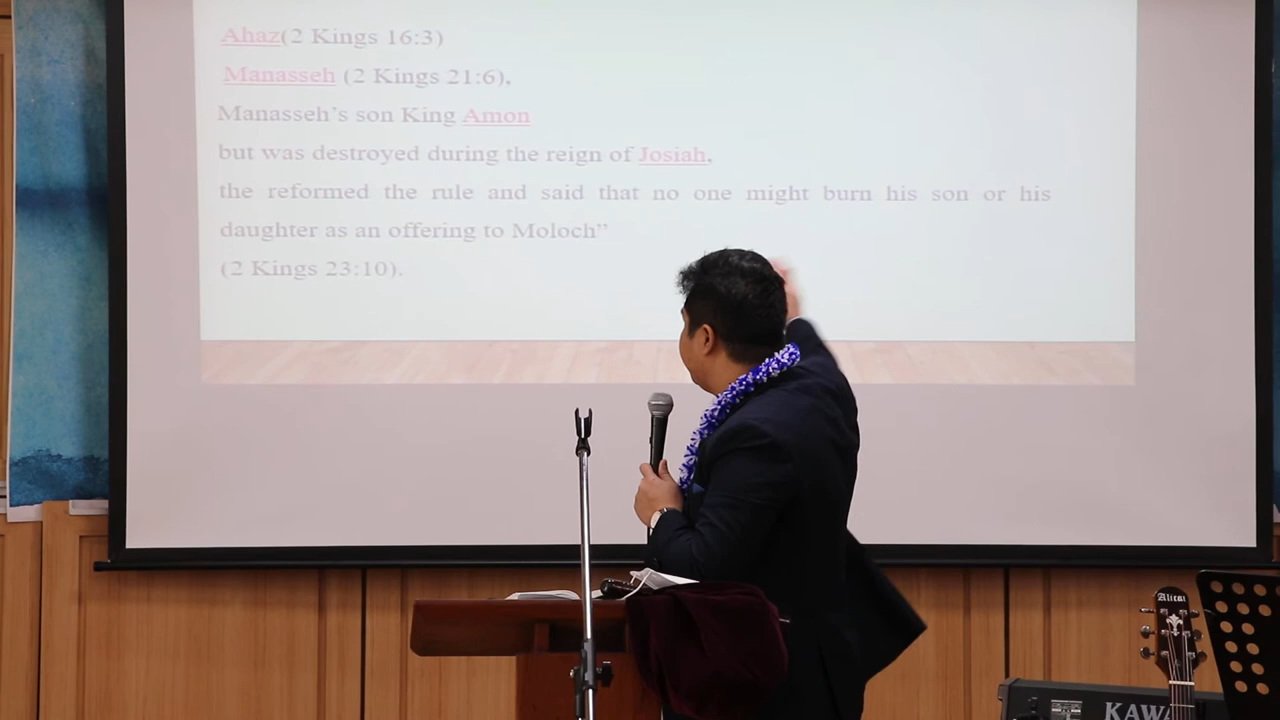 Ahaz(2 Kings 16:3)
Manasseh (2 Kings 21:6),
Manasseh's son King Amon
but was destroyed during the reign of Josiah,
the reformed the rule and said that no one might burn his son or his
daughter as an offering to Moloch”
(2 Kings 23:10).
KAWA